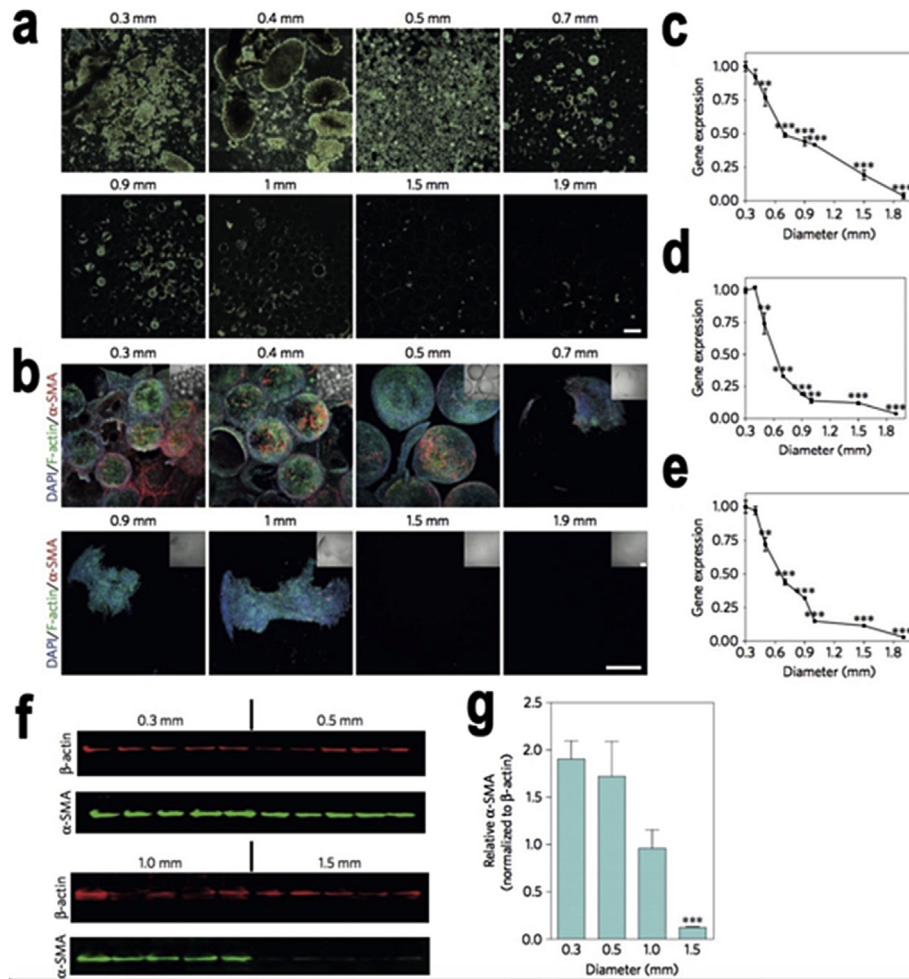 a
0.3 mm 0.4 mm 0.5 mm 0.7 mm
0.9 mm 1 mm 1.5 mm 1.9 mm
b
0.3 mm 0.4 mm 0.5 mm 0.7 mm
DAPI/F-actin/α-SMA
0.9 mm 1 mm 1.5 mm 1.9 mm
DAPI/F-actin/α-SMA
c
Gene expression
1.00
0.75
0.50
0.25
0.00
** *** *** *** *** ***
0.3 0.6 0.9 1.2 1.5 1.8
Diameter (mm)
d
Gene expression
1.00
0.75
0.50
0.25
0.00
** *** *** *** *** ***
0.3 0.6 0.9 1.2 1.5 1.8
Diameter (mm)
e
Gene expression
1.00
0.75
0.50
0.25
0.00
** *** *** *** *** ***
0.3 0.6 0.9 1.2 1.5 1.8
Diameter (mm)
f
0.3 mm 0.5 mm
β-actin
α-SMA
1.0 mm 1.5 mm
β-actin
α-SMA
g
Relative α-SMA
(normalized to β-actin)
2.5
2.0
1.5
1.0
0.5
0.0
***
0.3 0.5 1.0 1.5
Diameter (mm)